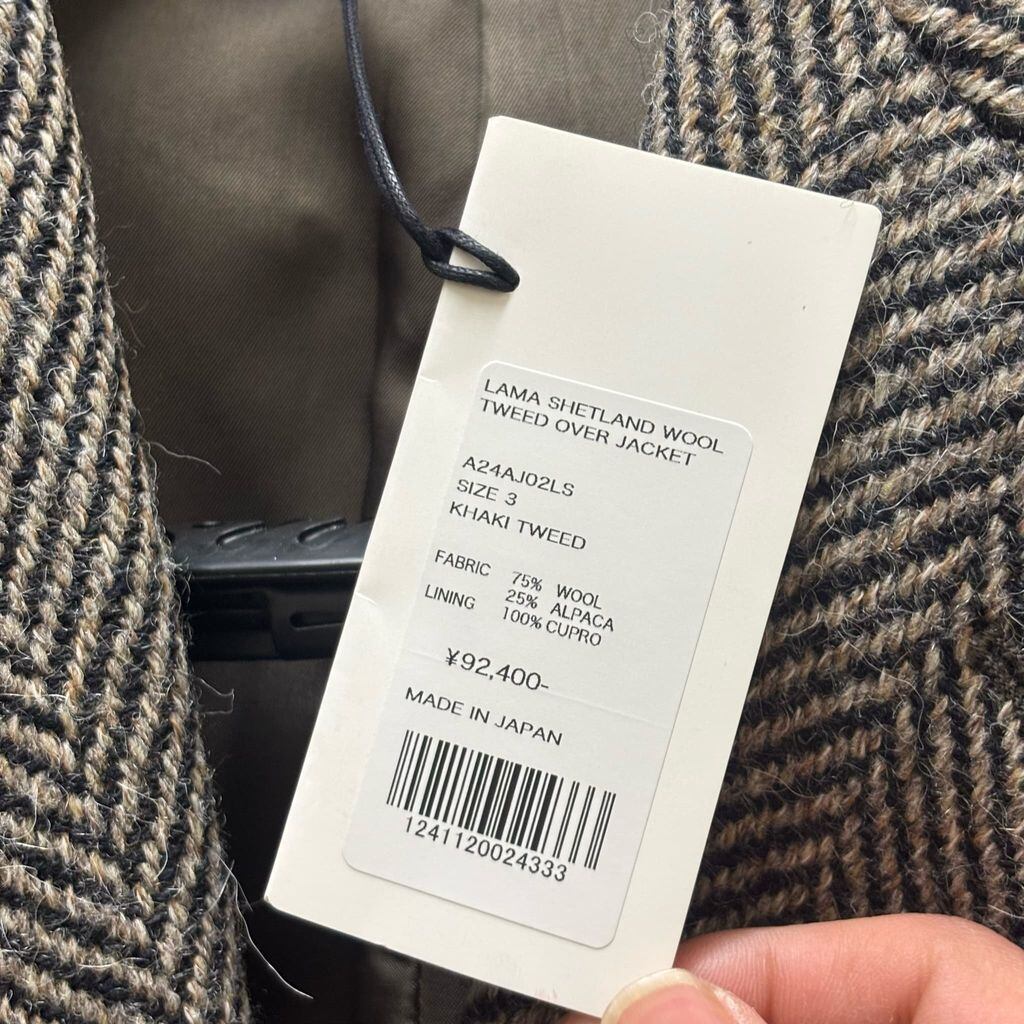 LAMA SHETLAND WOOL
TWEED OVER JACKET
A24AJ02LS
SIZE 3
KHAKI TWEED
FABRIC 75% WOOL
25% ALPACA
LINING 100% CUPRO
¥92,400-
MADE IN JAPAN
1241120024333